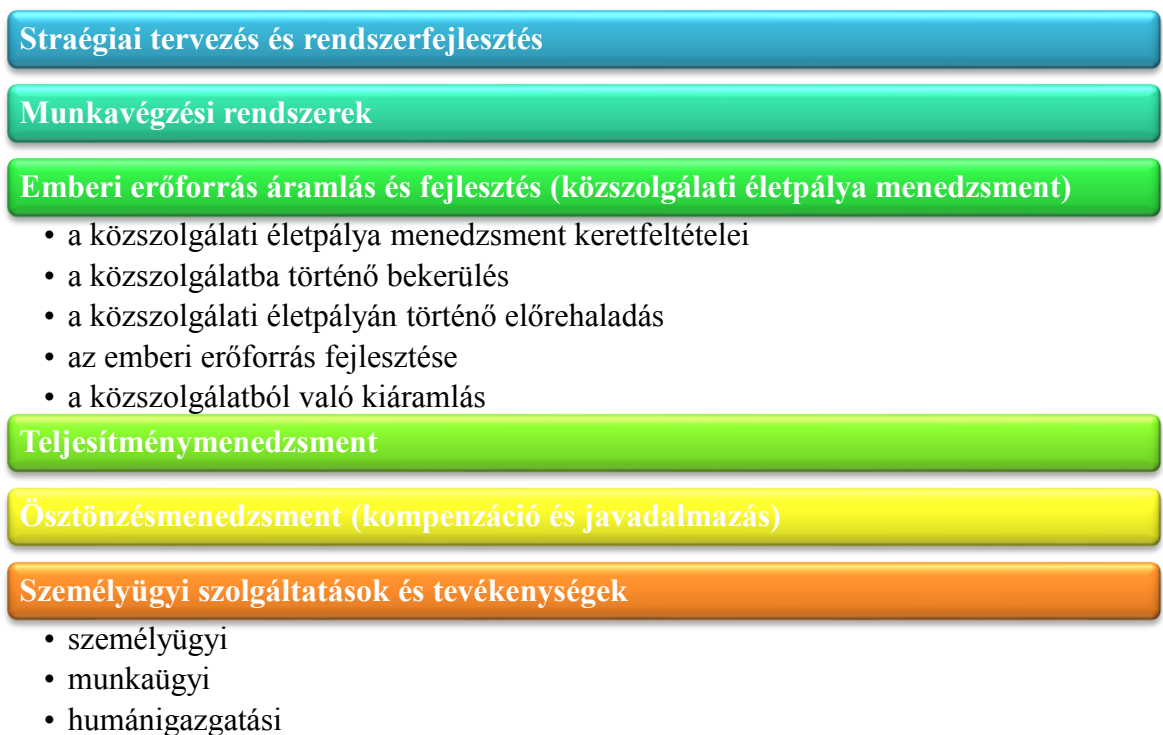 Straégiai tervezés és rendszerfejlesztés
Munkavégzési rendszerek
Emberi erőforrás áramlás és fejlesztés (közszolgálati életpálya menedzsment)
• a közszolgálati életpálya menedzsment keretfeltételei
• a közszolgálatba történő bekerülés
• a közszolgálati életpályán történő előrehaladás
• az emberi erőforrás fejlesztése
• a közszolgálatból való kiáramlás
Teljesítménymenedzsment
Ösztönzésmenedzsment (kompenzáció és javadalmazás)
Személyügyi szolgáltatások és tevékenységek
• személyügyi
• munkaügyi
• humánigazgatási